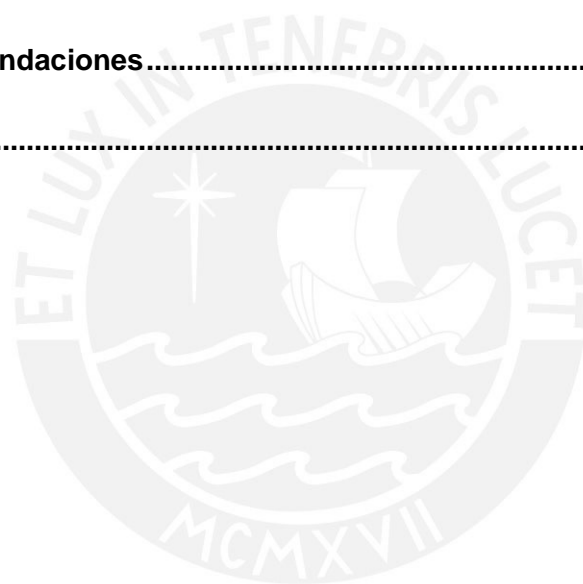 ndaciones........................................................
..........................................................................
ET LUX IN TENEBRIS LUCET
MCMXVII